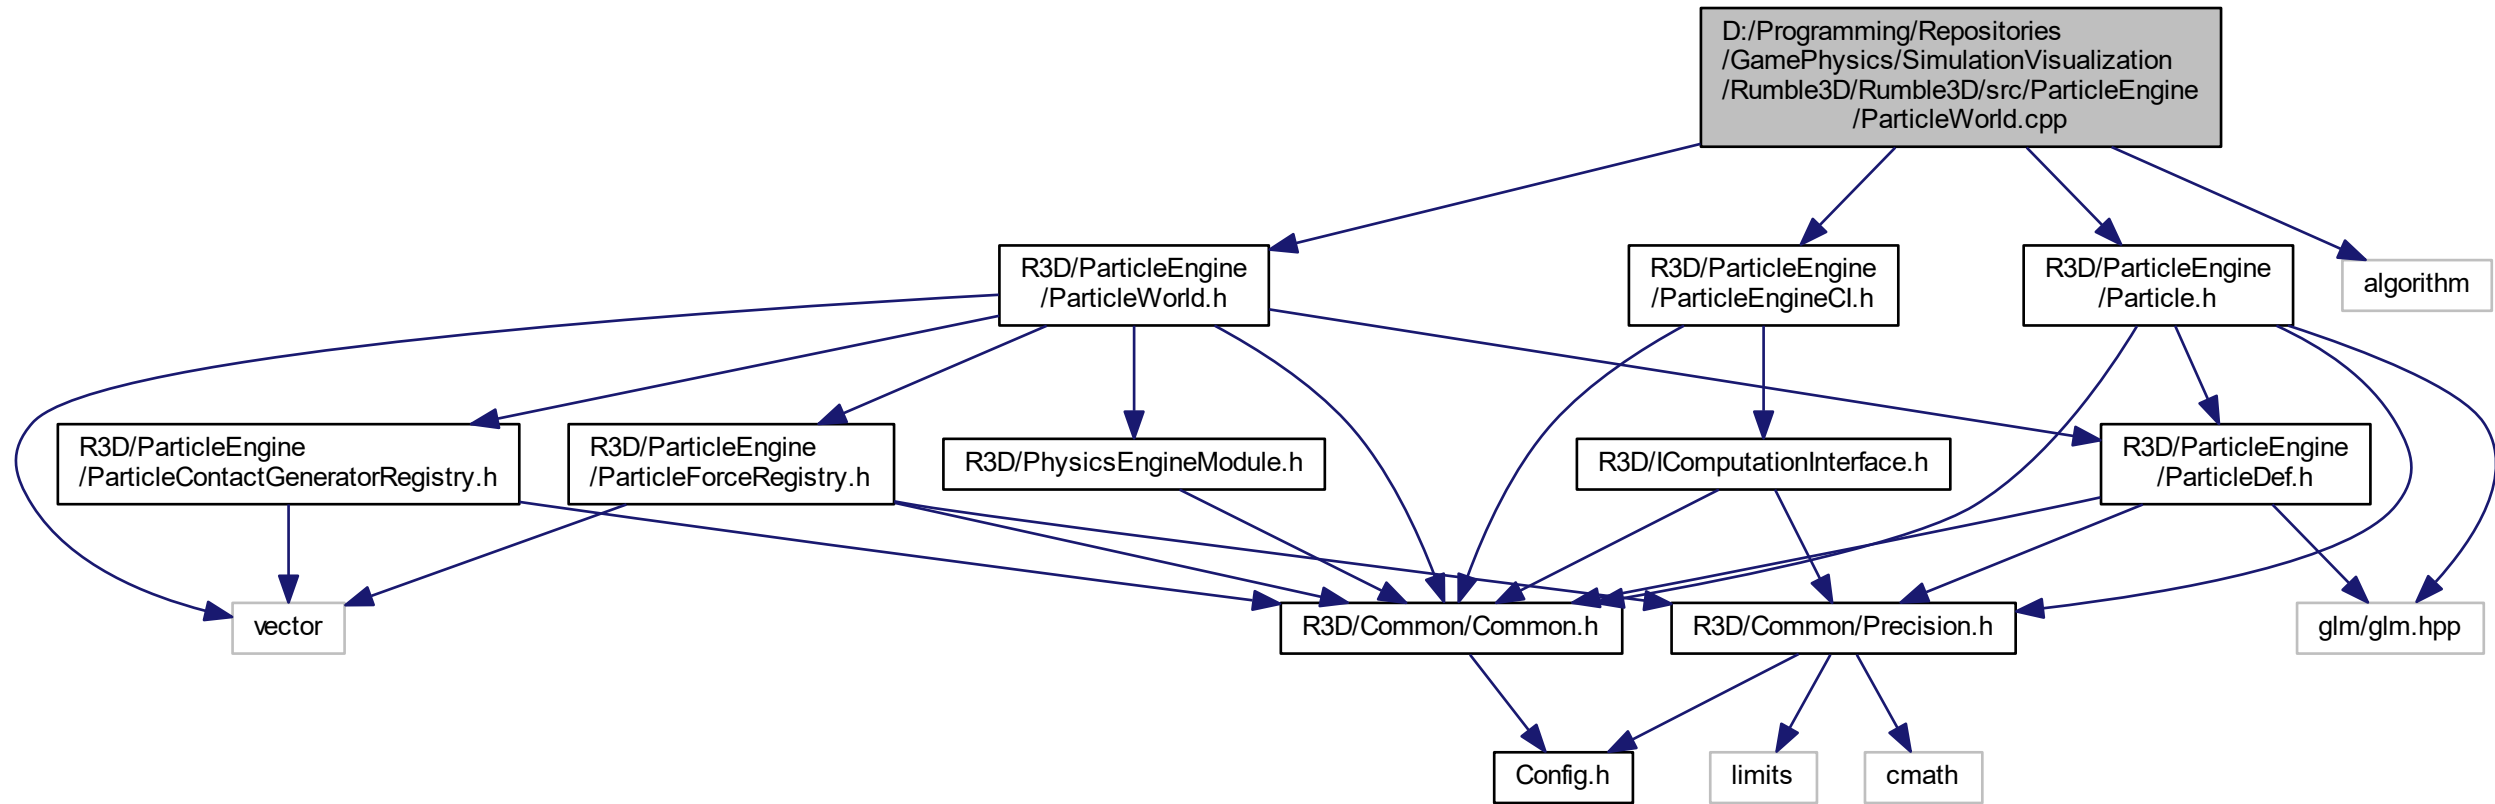 D:/Programming/Repositories
/GamePhysics/SimulationVisualization
/Rumble3D/Rumble3D/src/ParticleEngine
/ParticleWorld.cpp
R3D/ParticleEngine
/ParticleWorld.h
R3D/ParticleEngine
/ParticleEngineCI.h
R3D/ParticleEngine
/Particle.h
algorithm
R3D/ParticleEngine
/ParticleContactGeneratorRegistry.h
R3D/ParticleEngine
/ParticleForceRegistry.h
R3D/PhysicsEngineModule.h
R3D/IComputationInterface.h
R3D/ParticleEngine
/ParticleDef.h
vector
R3D/Common/Common.h
R3D/Common/Precision.h
glm/glm.hpp
Config.h
limits
cmath